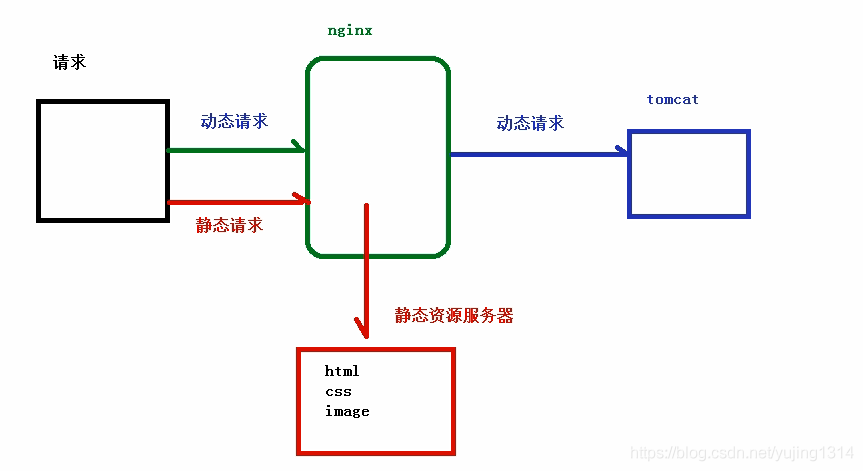 nginx
请求
tomcat
动态请求
动态请求
静态请求
静态资源服务器
html
css
image
https://blog.csdn.net/yujing1314